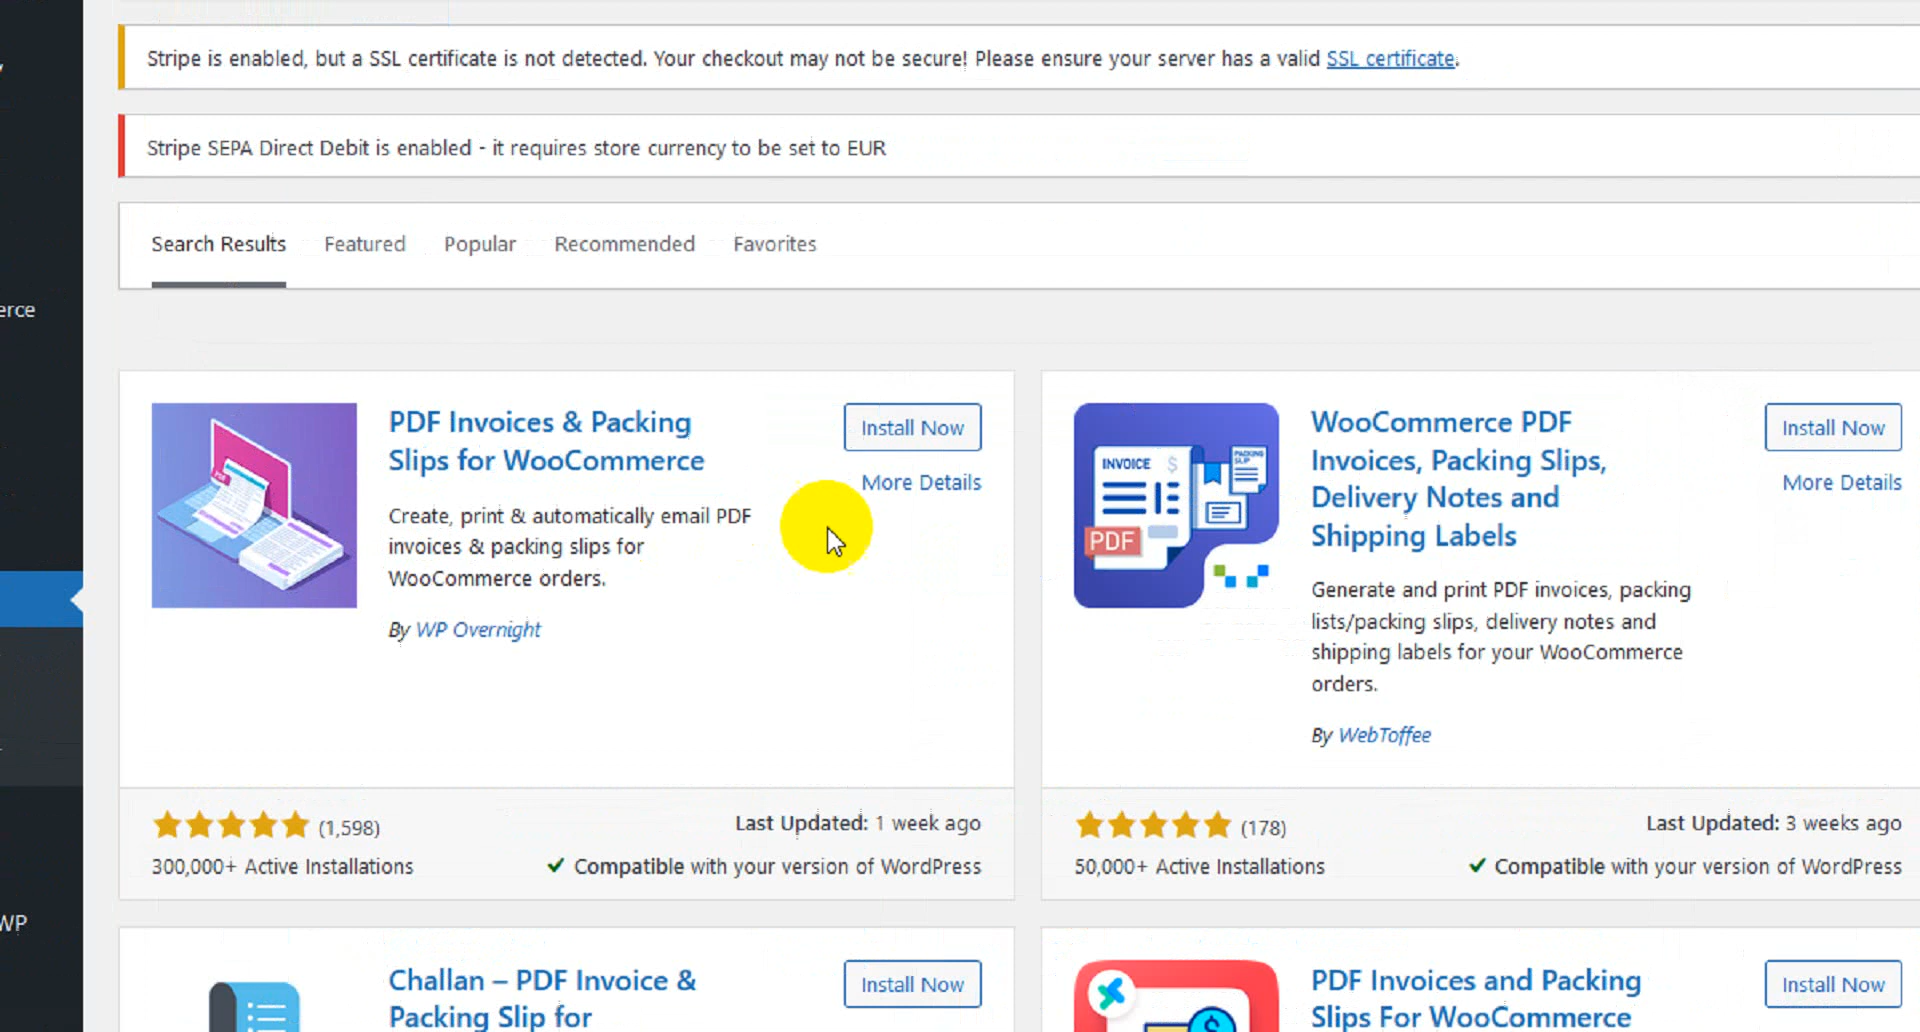 Stripe is enabled, but a SSL certificate is not detected. Your checkout may not be secure! Please ensure your server has a valid SSL certificate.
Stripe SEPA Direct Debit is enabled - it requires store currency to be set to EUR
Search Results Featured Popular Recommended Favorites
erce
PDF Invoices & Packing
Slips for WooCommerce
Install Now
More Details
Create, print & automatically email PDF
invoices & packing slips for
WooCommerce orders.
By WP Overnight
(1,598)
Last Updated: 1 week ago
300,000+ Active Installations
Compatible with your version of WordPress
INVOICE $
PACKING
SLIP
PDF
WooCommerce PDF
Invoices, Packing Slips,
Delivery Notes and
Shipping Labels
Install Now
More Details
Generate and print PDF invoices, packing
lists/packing slips, delivery notes and
shipping labels for your WooCommerce
orders.
By WebToffee
(178)
Last Updated: 3 weeks ago
50,000+ Active Installations
Compatible with your version of WordPress
WP
Challan – PDF Invoice &
Packing Slip for
Install Now
$
PDF Invoices and Packing
Slips For WooCommerce
Install Now